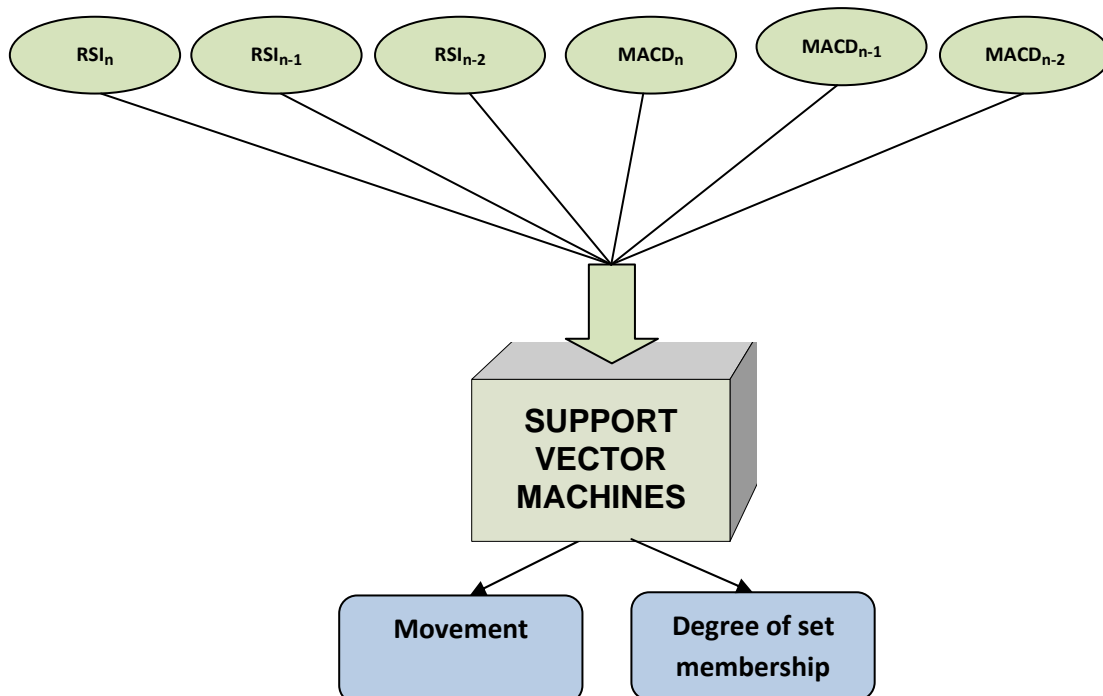 RSIn
RSIn-1
RSIn-2
MACDn
MACDn-1
MACDn-2
SUPPORT
VECTOR
MACHINES
Movement
Degree of set
membership